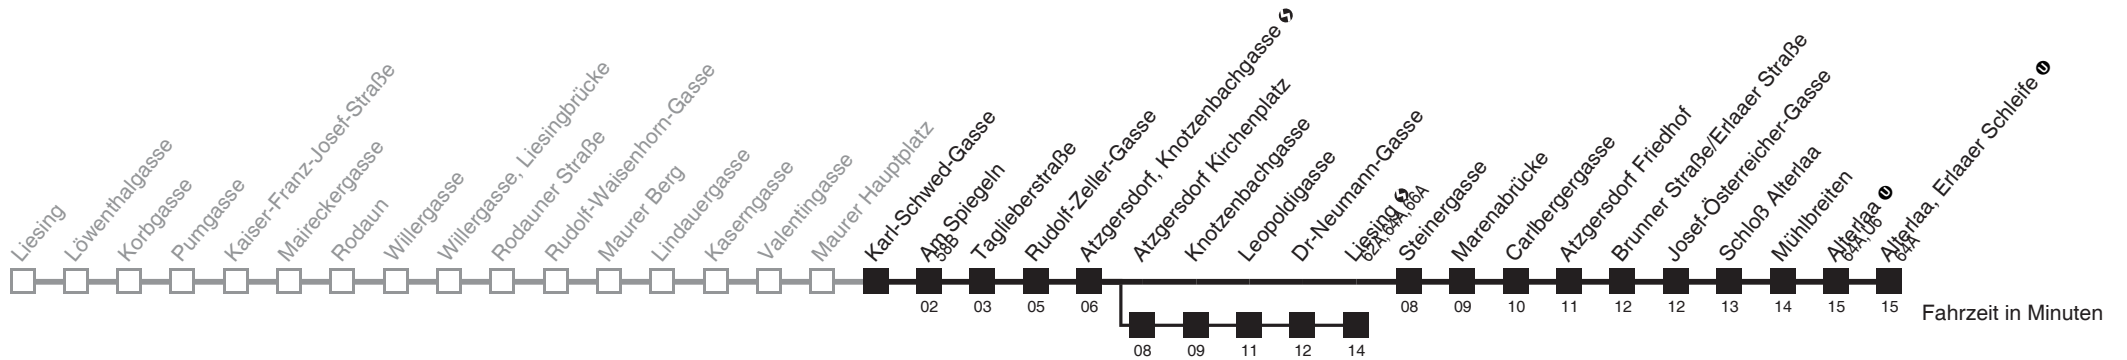 Liesing
Löwenthalgasse
Korbgasse
Pumgasse
Kaiser-Franz-Josef-Straße
Maireckergasse
Rodaun
Willergasse
Willergasse, Liesingbrücke
Rodauner Straße
Rudolf-Waisenhorn-Gasse
Maurer Berg
Lindauergasse
Kaserngasse
Valentingasse
Maurer Hauptplatz
Karl-Schwed-Gasse
Am Spiegeln
58B
Taglieberstraße
Rudolf-Zeller-Gasse
Atzgersdorf, Knotzenbachgasse
Atzgersdorf Kirchenplatz
Knotzenbachgasse
Leopoldigasse
Dr-Neumann-Gasse
Liesing
62A,64A,66A
Steinergasse
Marenabrücke
Carlbergergasse
Atzgersdorf Friedhof
Brunner Straße/Erlaaer Straße
Josef-Österreicher-Gasse
Schloß Alterlaa
Mühlbreiten
Alterlaa U
64A,U6
Alterlaa, Erlaaer Schleife U
64A
02 03 05 06 08 09 10 11 12 12 13 14 15 15
Fahrzeit in Minuten
08 09 11 12 14